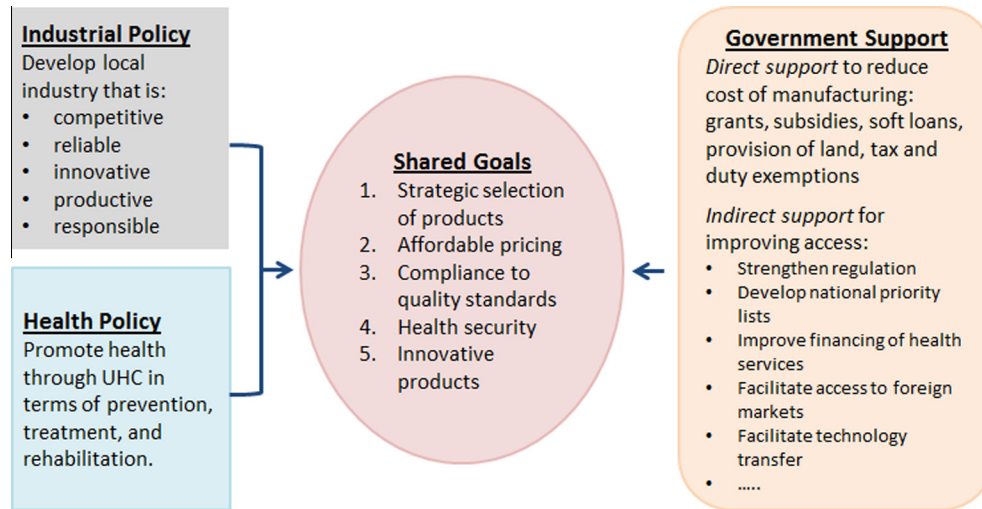 Industrial Policy
Develop local
industry that is:
• competitive
• reliable
• innovative
• productive
• responsible
Health Policy
Promote health
through UHC in
terms of prevention,
treatment, and
rehabilitation.
Shared Goals
1. Strategic selection
of products
2. Affordable pricing
3. Compliance to
quality standards
4. Health security
5. Innovative
products
Government Support
Direct support to reduce
cost of manufacturing:
grants, subsidies, soft loans,
provision of land, tax and
duty exemptions
Indirect support for
improving access:
• Strengthen regulation
• Develop national priority
lists
• Improve financing of health
services
• Facilitate access to foreign
markets
• Facilitate technology
transfer
• …..